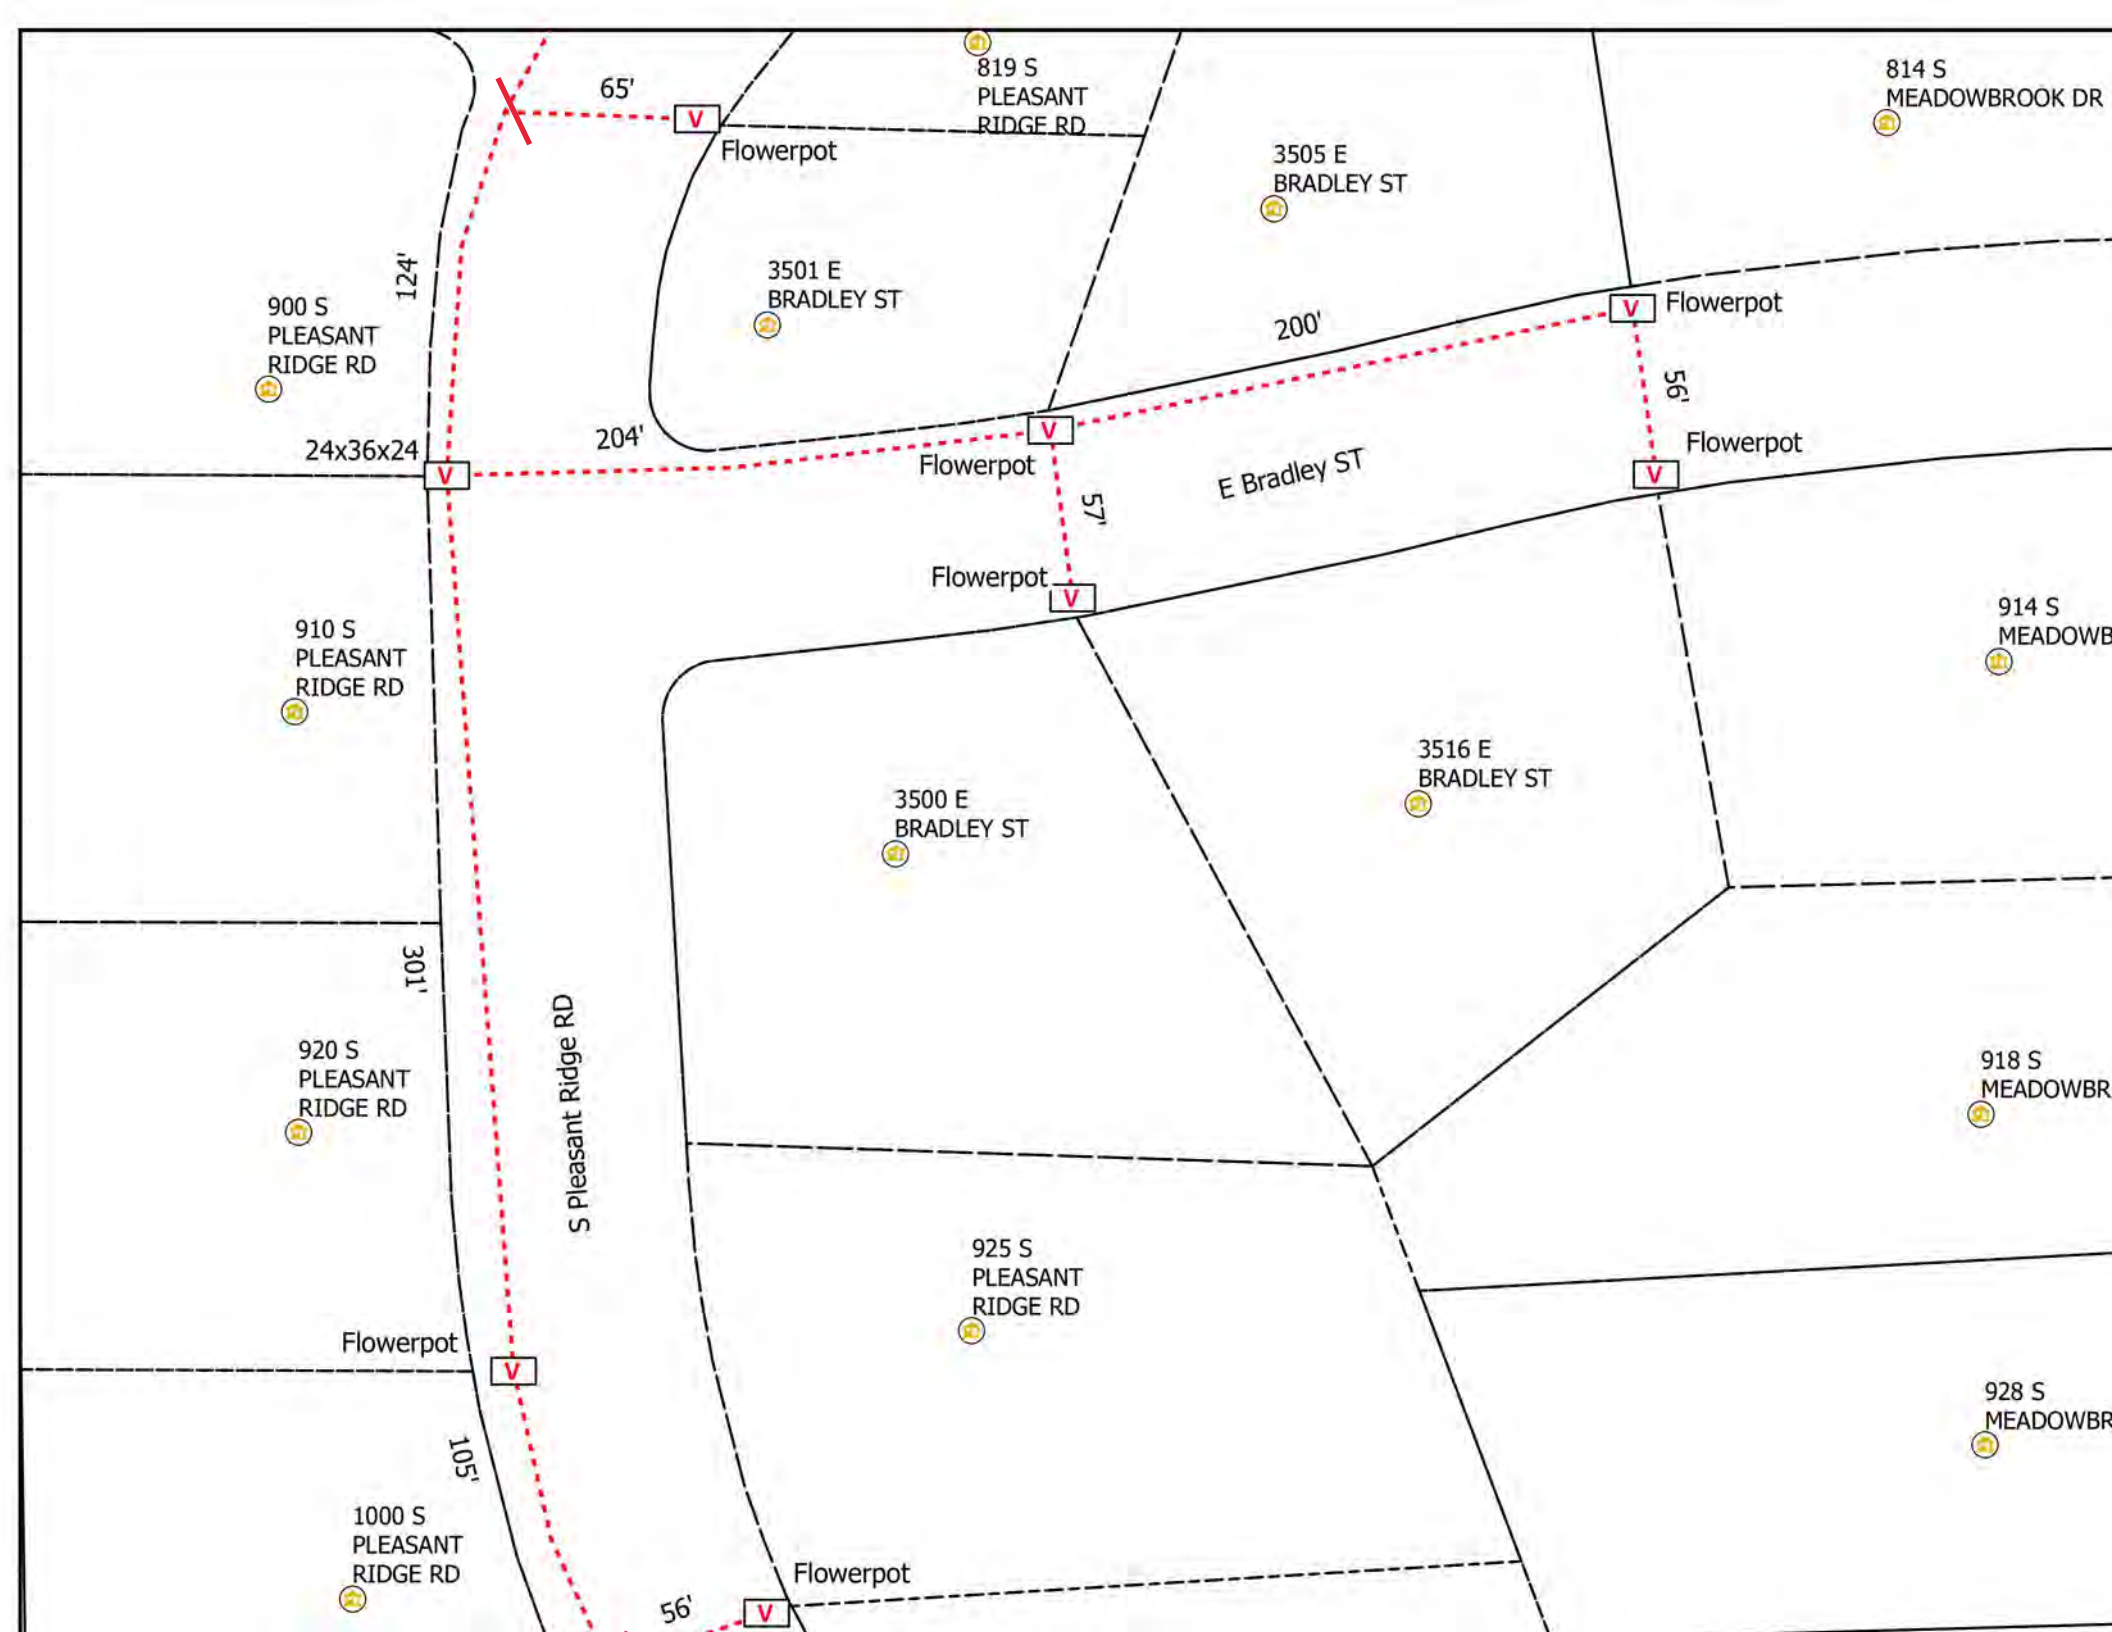 819 S
PLEASANT
RIDGE RD
65'
V
Flowerpot
814 S
MEADOWBROOK DR
3505 E
BRADLEY ST
3501 E
BRADLEY ST
124'
900 S
PLEASANT
RIDGE RD
200'
V
Flowerpot
56'
24x36x24
V
204'
V
Flowerpot
E Bradley ST
Flowerpot
V
57'
Flowerpot
V
910 S
PLEASANT
RIDGE RD
914 S
MEADOWB
3516 E
BRADLEY ST
3500 E
BRADLEY ST
301'
S Pleasant Ridge RD
920 S
PLEASANT
RIDGE RD
918 S
MEADOWBR
925 S
PLEASANT
RIDGE RD
Flowerpot
V
928 S
MEADOWBR
105'
1000 S
PLEASANT
RIDGE RD
56'
V
Flowerpot